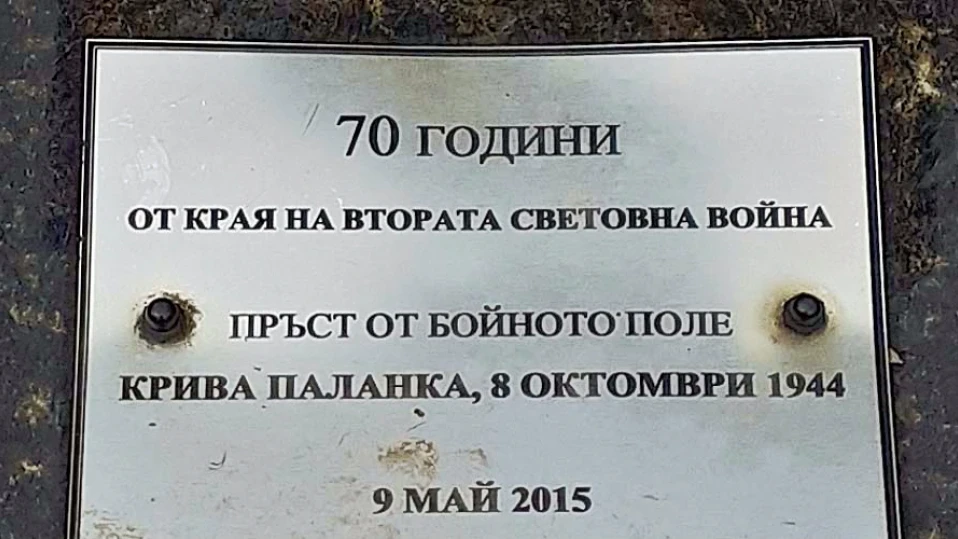 70 ГОДИНИ
ОТ КРАЯ НА ВТОРАТА СВЕТОВНА ВОЙНА
ПРЪСТ ОТ БОЙНОТО ПОЛЕ
КРИВА ПАЛАНКА, 8 ОКТОМВРИ 1944
9 МАЙ 2015